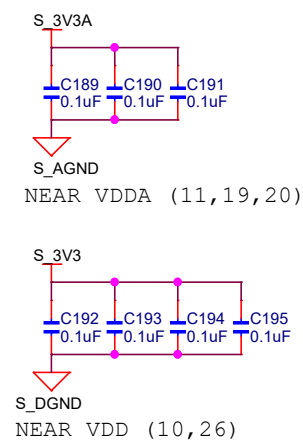 S_3V3A
C189 C190 C191
0.1uF 0.1uF 0.1uF
S_AGND
NEAR VDDA (11,19,20)
S_3V3
C192 C193 C194 C195
0.1uF 0.1uF 0.1uF 0.1uF
S_DGND
NEAR VDD (10,26)